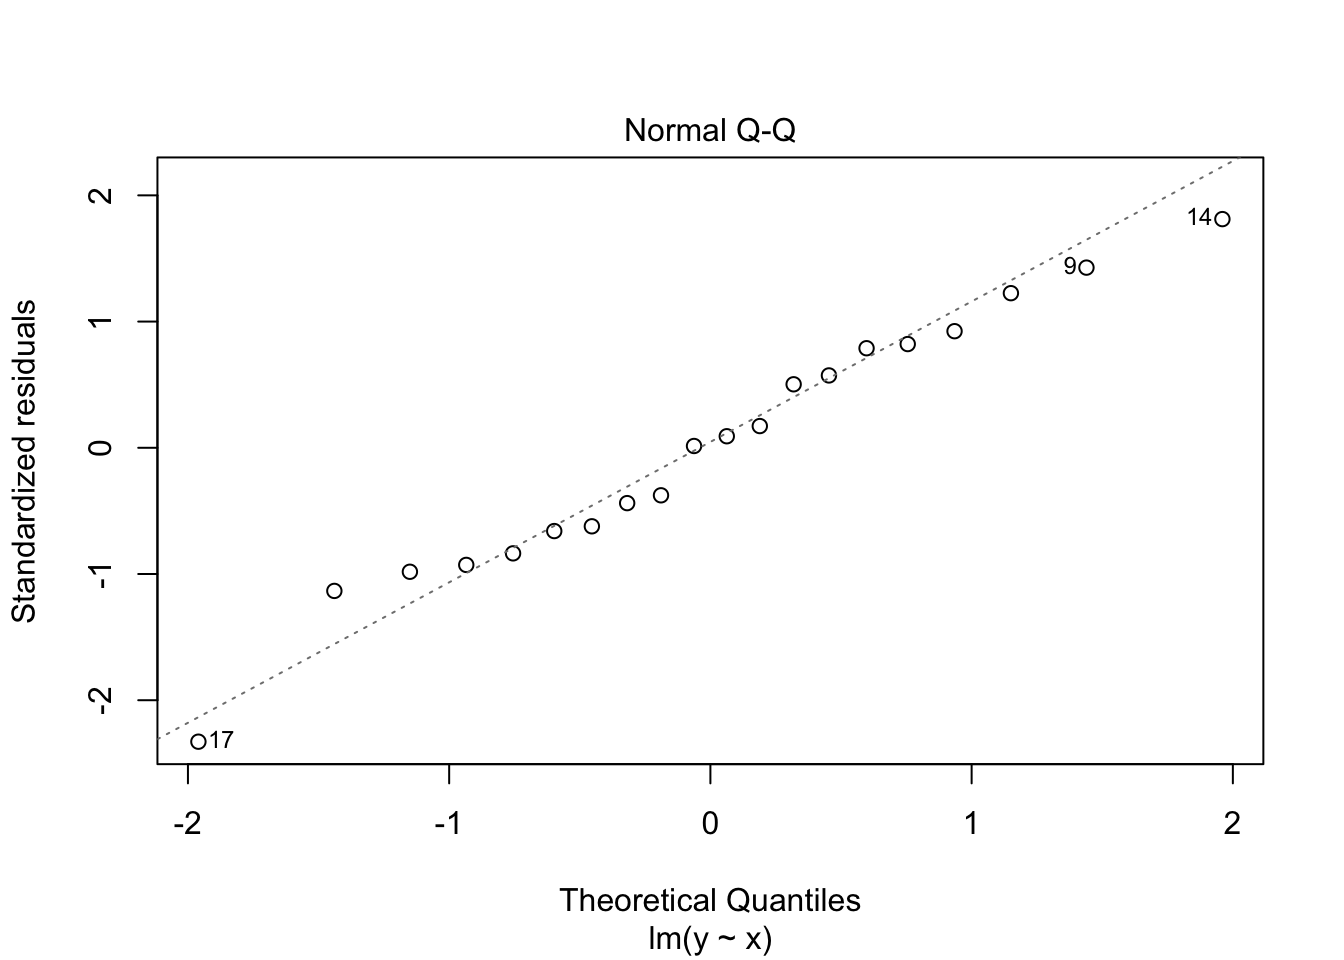 Normal Q-Q
2
14
9
1
Standardized residuals
0
-1
-2
17
-2 -1 0 1 2
Theoretical Quantiles
lm(y ~ x)